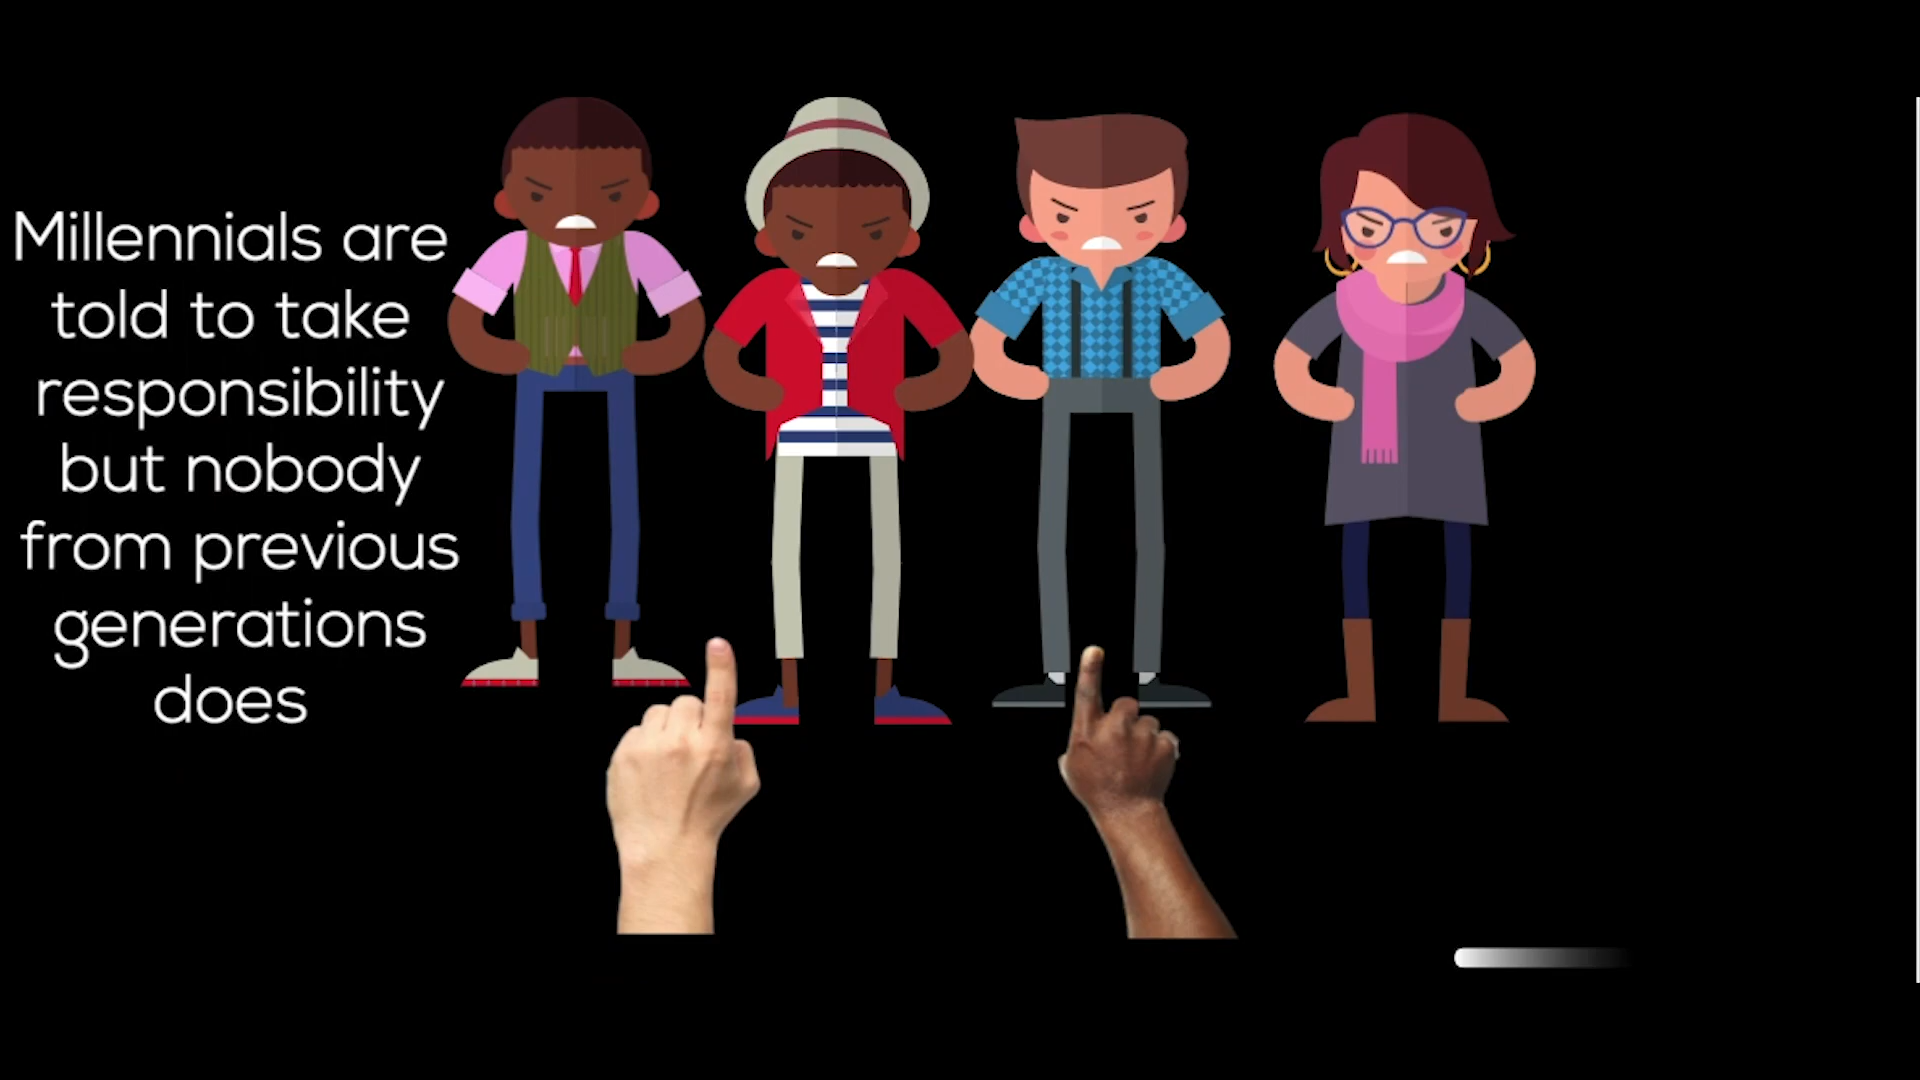 Millennials are
told to take
responsibility
but nobody
from previous
generations
does